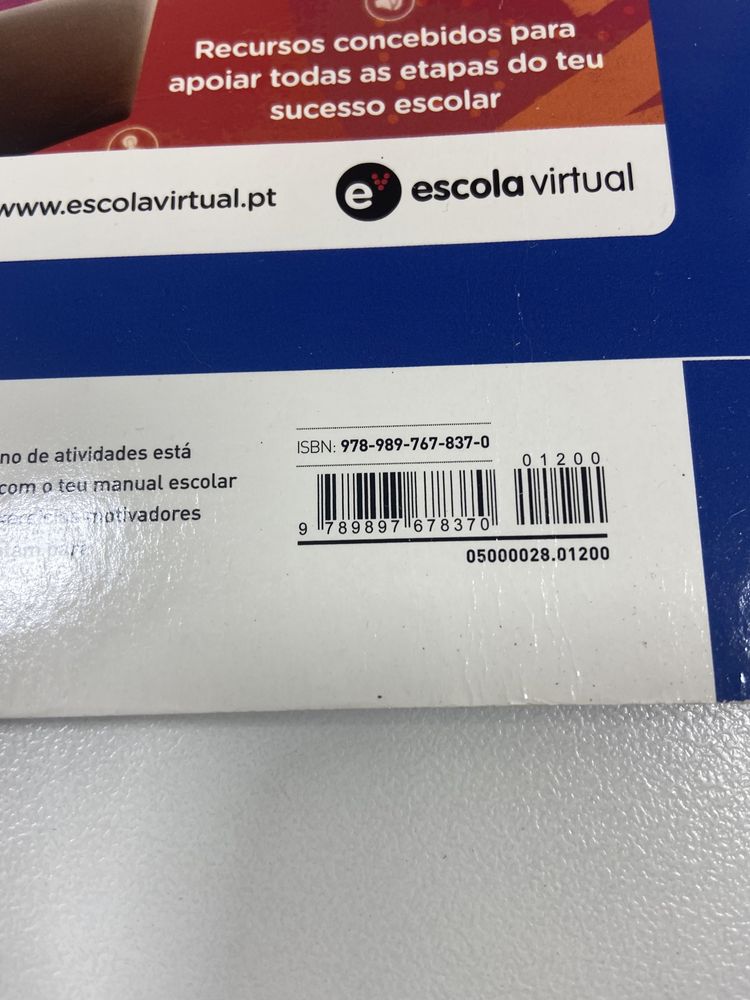 Recursos concebidos para
apoiar todas as etapas do teu
sucesso escolar
www.escolavirtual.pt
e escola virtual
no de atividades está
com o teu manual escolar
motivadores
ISBN: 978-989-767-837-0
01200
9 789897 678370
05000028.01200